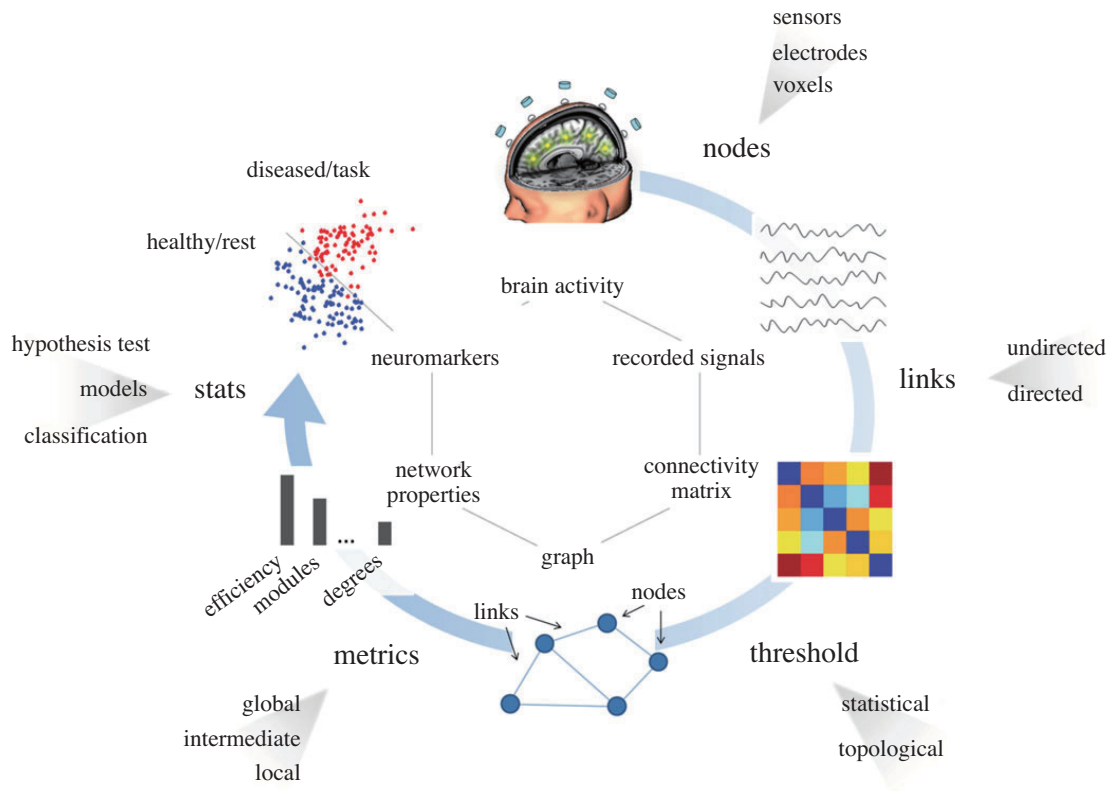 sensors
electrodes
voxels
nodes
diseased/task
healthy/rest
brain activity
hypothesis test
models
classification
stats
neuromarkers
recorded signals
links
undirected
directed
network
properties
connectivity
matrix
graph
efficiency
modules
...
degrees
links
nodes
metrics
global
intermediate
local
threshold
statistical
topological